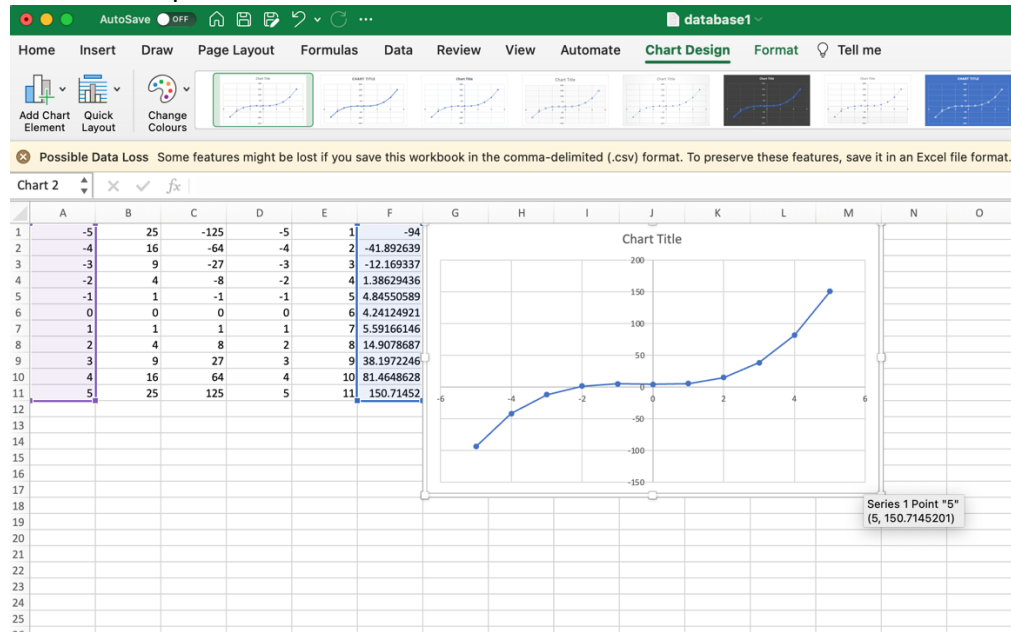 AutoSave OFF ... database1
Home Insert Draw Page Layout Formulas Data Review View Automate Chart Design Format Tell me
Add Chart Element Quick Layout Change Colours
Possible Data Loss Some features might be lost if you save this workbook in the comma-delimited (.csv) format. To preserve these features, save it in an Excel file format.
Chart 2 fx
A B C D E F G H I J K L M N O
1 -5 25 -125 -5 1 -94
2 -4 16 -64 -4 2 -41.892639
3 -3 9 -27 -3 3 -12.169337
4 -2 4 -8 -2 4 1.38629436
5 -1 1 -1 -1 5 4.84550589
6 0 0 0 0 6 4.24124921
7 1 1 1 1 7 5.59166146
8 2 4 8 2 8 14.9078687
9 3 9 27 3 9 38.1972246
10 4 16 64 4 10 81.4648628
11 5 25 125 5 11 150.71452
12
13
14
15
16
17
18
19
20
21
22
23
24
25
Chart Title
200
150
100
50
0
-50
-100
-150
-6 -4 -2 0 2 4 6
Series 1 Point "5"
(5, 150.7145201)